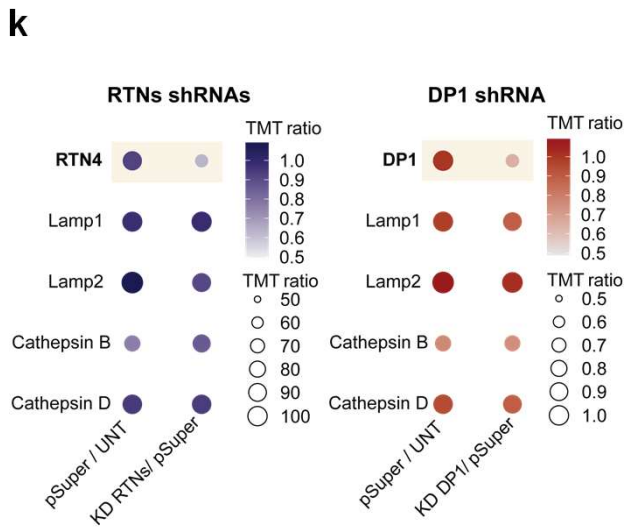 k
RTNs shRNAs
TMT ratio
RTN4
1.0
0.9
0.8
0.7
0.6
0.5
Lamp1
Lamp2
Cathepsin B
Cathepsin D
TMT ratio
50
60
70
80
90
100
pSuper / UNT
KD RTNs/ pSuper
DP1 shRNA
TMT ratio
DP1
1.0
0.9
0.8
0.7
0.6
0.5
Lamp1
Lamp2
Cathepsin B
Cathepsin D
TMT ratio
0.5
0.6
0.7
0.8
0.9
1.0
pSuper / UNT
KD DP1/ pSuper